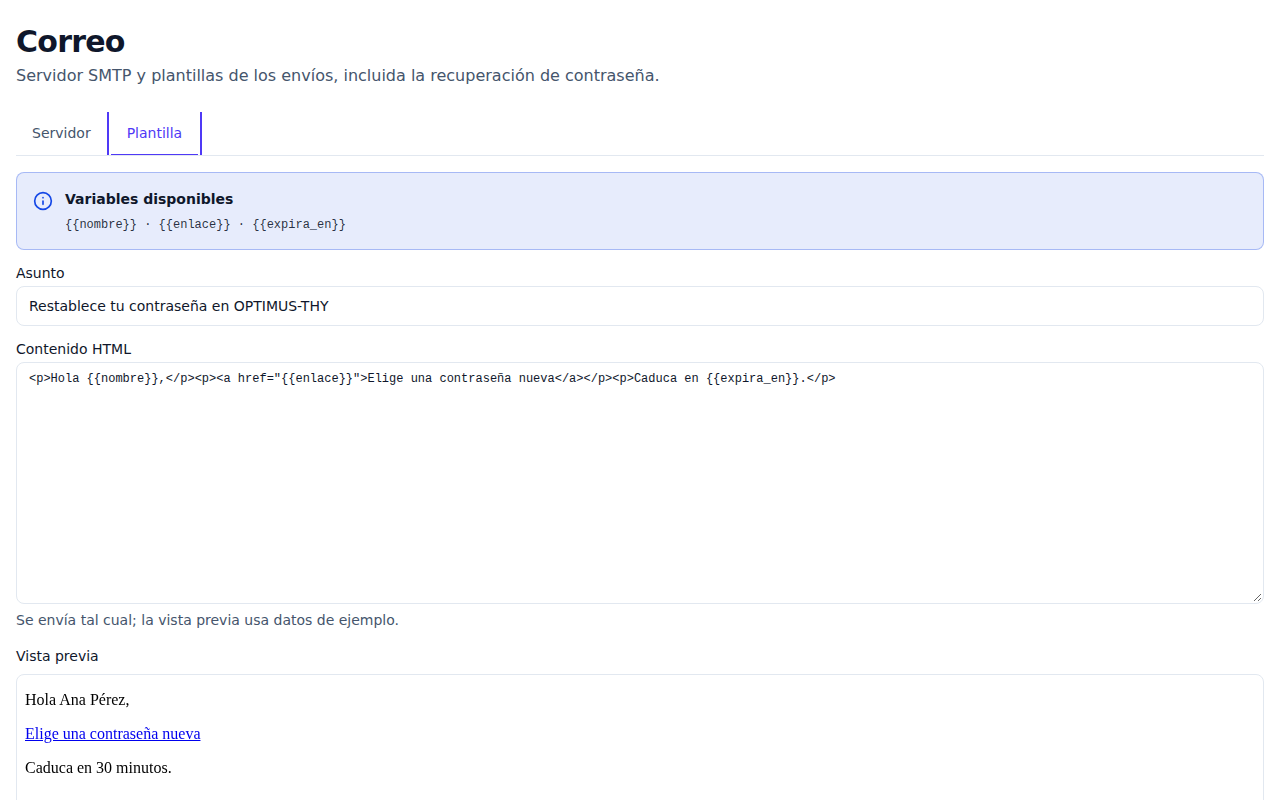 Correo
Servidor SMTP y plantillas de los envíos, incluida la recuperación de contraseña.
Servidor
Plantilla
Variables disponibles
{{nombre}} · {{enlace}} · {{expira_en}}
Asunto
Restablece tu contraseña en OPTIMUS-THY
Contenido HTML
<p>Hola {{nombre}},</p><p><a href="{{enlace}}">Elige una contraseña nueva</a></p><p>Caduca en {{expira_en}}.</p>
Se envía tal cual; la vista previa usa datos de ejemplo.
Vista previa
Hola Ana Pérez,
Elige una contraseña nueva
Caduca en 30 minutos.